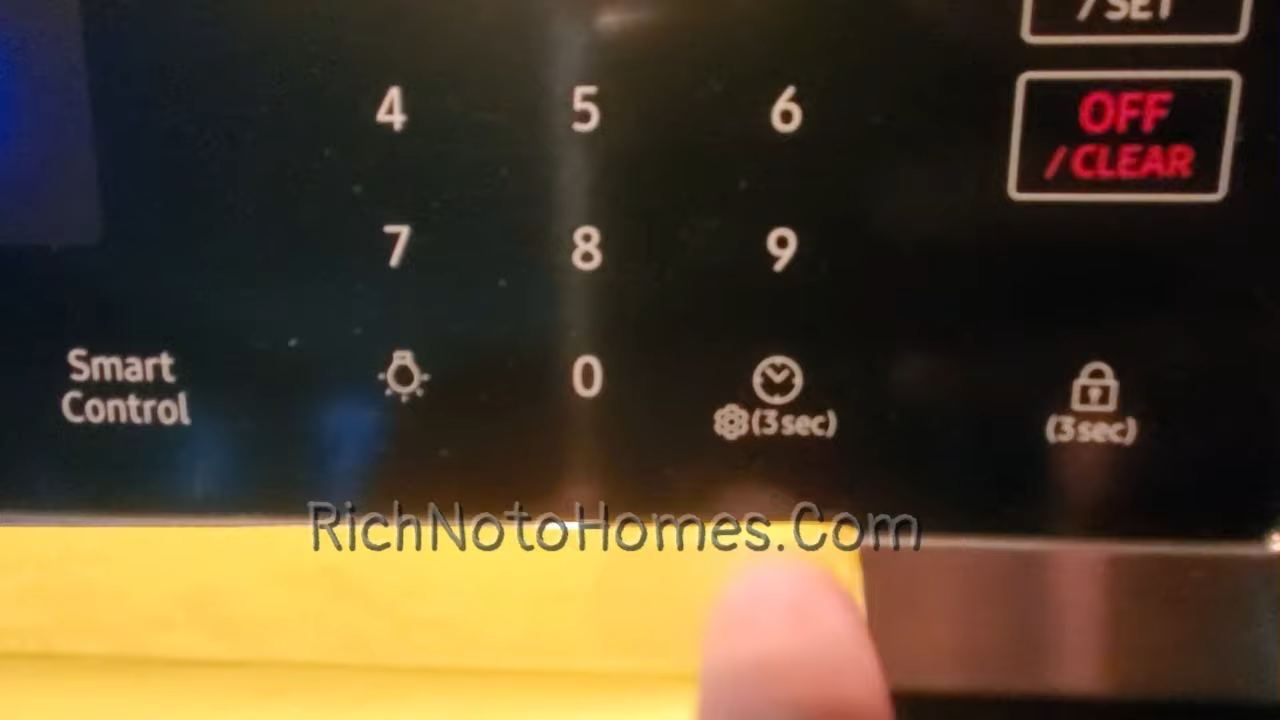 /SET
4 5 6
OFF
/CLEAR
7 8 9
Smart
Control
0
(3 sec)
(3 sec)
RichNotoHomes.Com